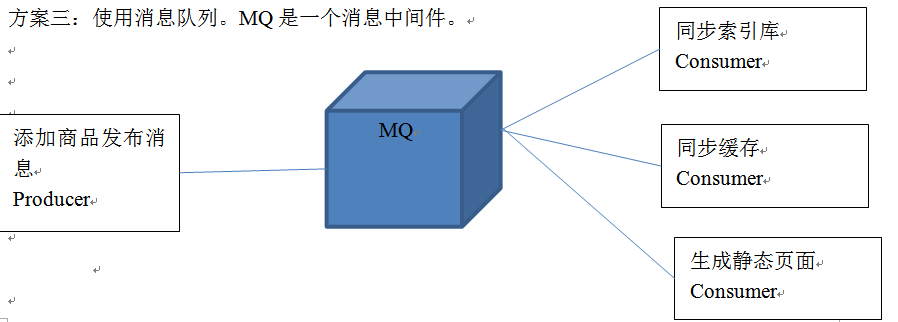 方案三：使用消息队列。MQ 是一个消息中间件。
添加商品发布消
息
Producer
MQ
同步索引库
Consumer
同步缓存
Consumer
生成静态页面
Consumer